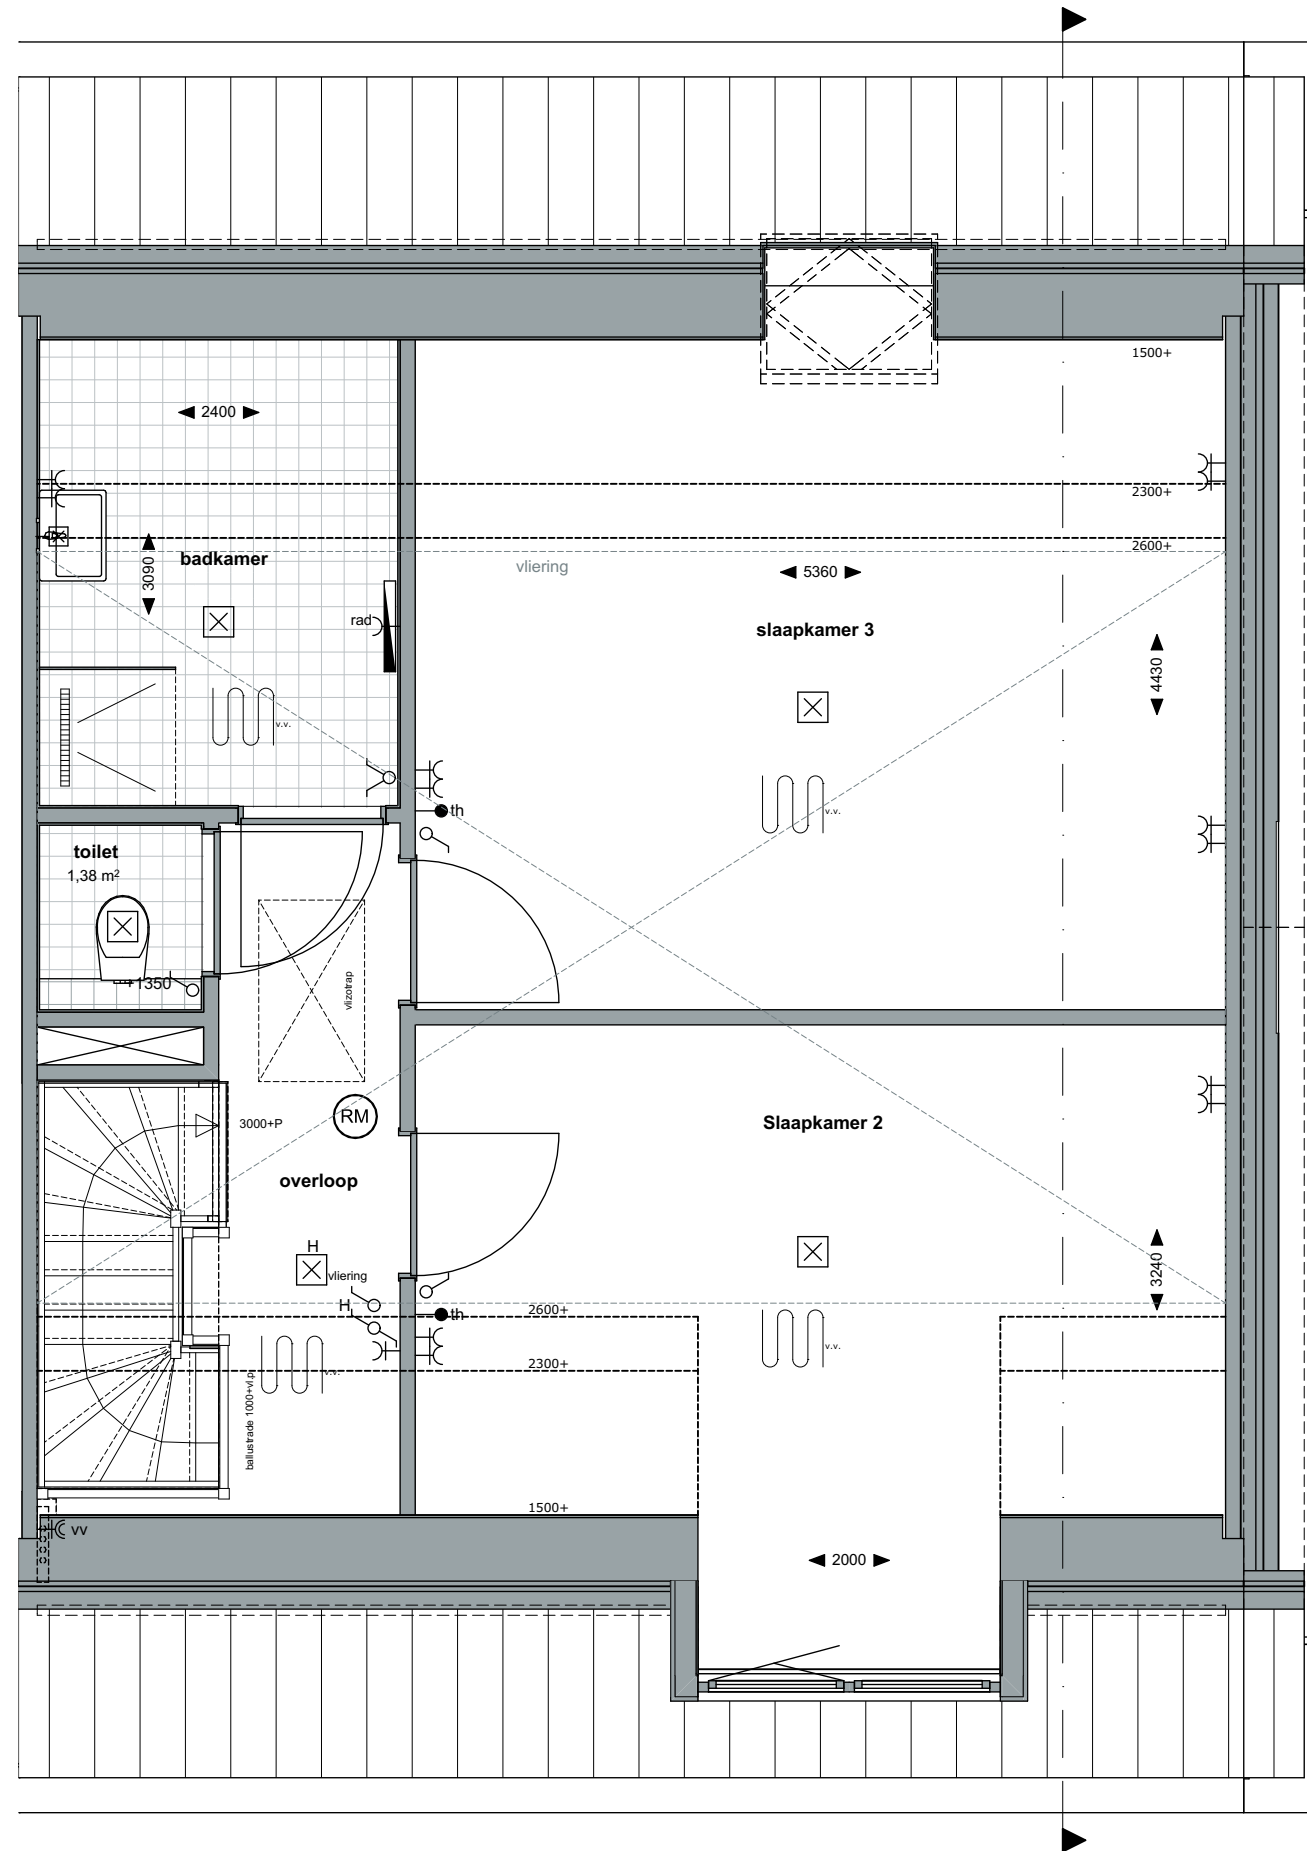 1500+
2400
2300+
2600+
badkamer
3090
vliering
5360
slaapkamer 3
rad
4430
v.v.
th
v.v.
toilet
1,38 m²
+1350
vlizotrap
3000+P
RM
Slaapkamer 2
overloop
H
vliering
H
3240
2600+
th
v.v.
2300+
v.v.
ballustrade 1000+vl.p
1500+
vv
2000